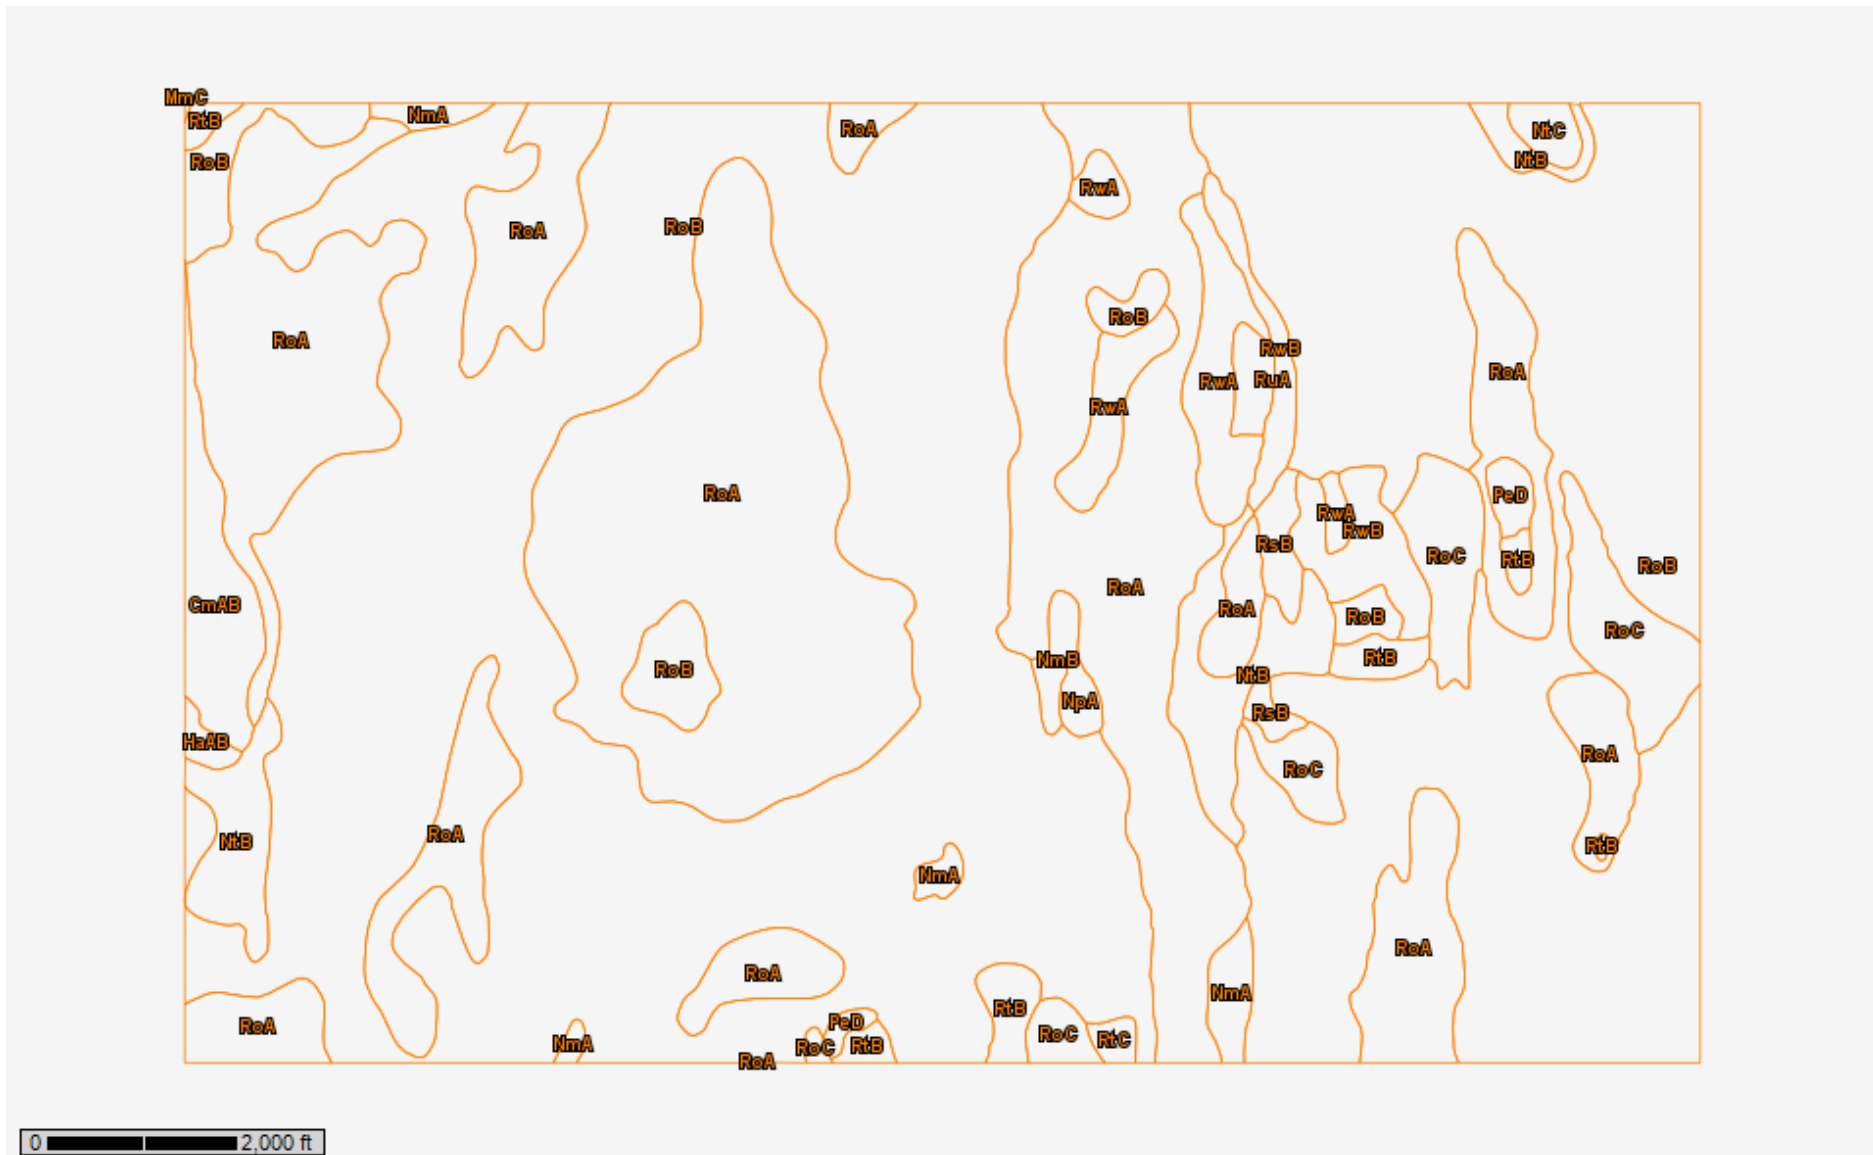 MmC
RtB
NmA
RoA
NtC
NtB
RoB
RwA
RoA
RoB
RoB
RoA
RwB
RoA
RwA
RuA
RwA
RoA
PeD
RwA
RwB
RsB
RoC
RtB
RoB
RoA
CmAB
RoA
RoB
RoC
NmB
RtB
RoB
NtB
NpA
RsB
HaAB
RoA
RoC
RoA
NtB
RtB
NmA
RoA
RoA
NmA
RtB
PeD
RoA
NmA
RoC
RtB
RoC
RtC
RoA
0 2,000 ft